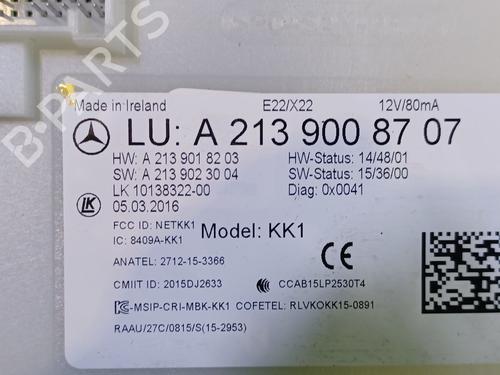 Made in Ireland E22/X22 12V/80mA
LU: A 213 900 87 07
HW: A 213 901 82 03 HW-Status: 14/48/01
SW: A 213 902 30 04 SW-Status: 15/36/00
LK 10138322-00 Diag: 0x0041
LK 05.03.2016
FCC ID: NETKK1
IC: 8409A-KK1 Model: KK1
ANATEL: 2712-15-3366 CE
CMIIT ID: 2015DJ2633 CCAB15LP2530T4
MSIP-CRI-MBK-KK1 COFETEL: RLVKOKK15-0891
RAAU/27C/0815/S(15-2953)
B-PARTS